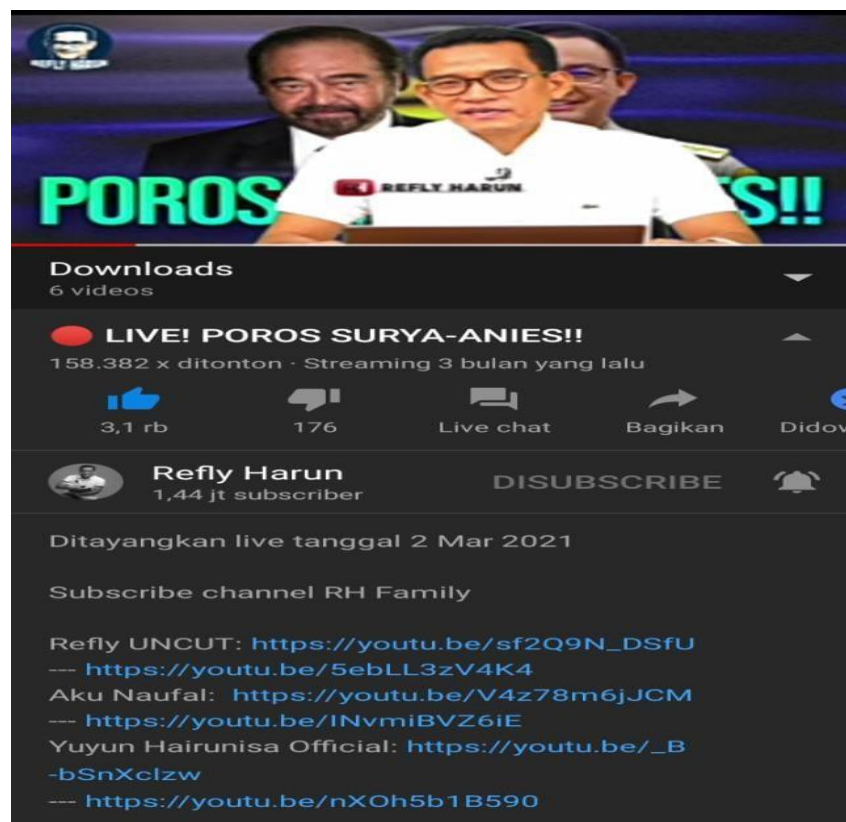 REFLY HARUN
POROS S!!
REFLY HARUN
Downloads
6 videos
🔴 LIVE! POROS SURYA-ANIES!!
158.382 x ditonton · Streaming 3 bulan yang lalu
3,1 rb 176 Live chat Bagikan Didow
Refly Harun DISUBSCRIBE
1,44 jt subscriber
Ditayangkan live tanggal 2 Mar 2021
Subscribe channel RH Family
Refly UNCUT: https://youtu.be/sf2Q9N_DSfU
--- https://youtu.be/5ebLL3zV4K4
Aku Naufal:  https://youtu.be/V4z78m6jJCM
--- https://youtu.be/INvmiBVZ6iE
Yuyun Hairunisa Official: https://youtu.be/_B
-bSnXclzw
--- https://youtu.be/nXOh5b1B590